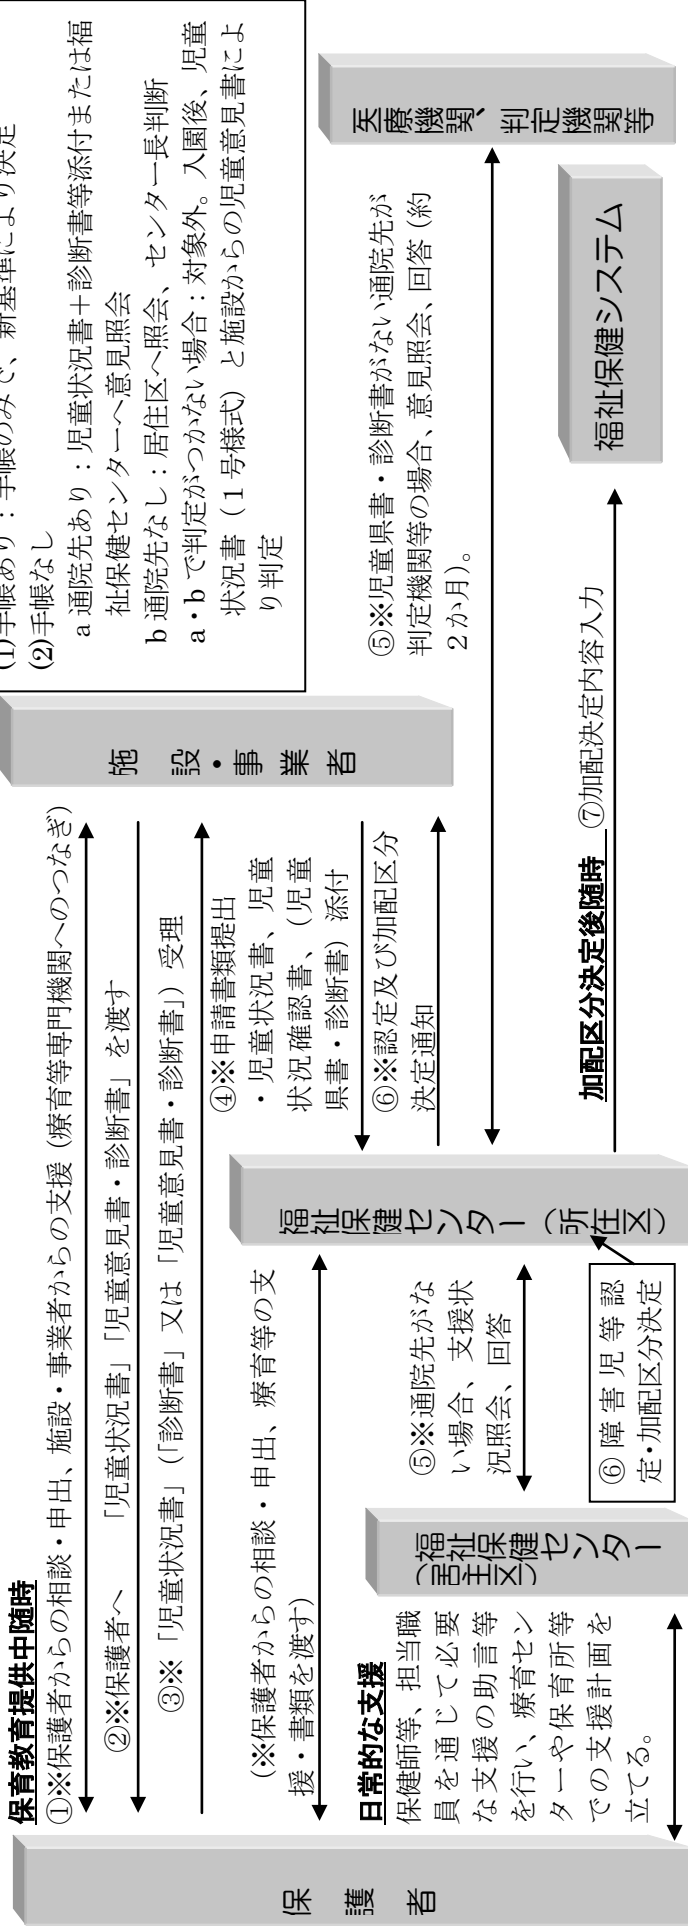 保育教育提供中随時
①※保護者からの相談・申出、施設・事業者からの支援（療育等専門機関へのつなぎ）
②※保護者へ　「児童状況書」「児童意見書・診断書」を渡す
③※「児童状況書」（「診断書」又は「児童意見書・診断書」）受理
（※保護者からの相談・申出、療育等の支
援・書類を渡す）
日常的な支援
保健師等、担当職
員を通じて必要
な支援の助言等
を行い、療育セン
ターや保育所等
での支援計画を
立てる。
保護者
福祉保健センター
（居住区）
⑤※通院先がな
い場合、支援状
況照会、回答
⑥障害児等認
定・加配区分決定
福祉保健センター（所在区）
④※申請書類提出
・児童状況書、児童
状況確認書、（児童
県書・診断書）添付
⑥※認定及び加配区分
決定通知
施設・事業者
加配区分決定後随時　⑦加配決定内容入力
⑤※児童県書・診断書がない通院先が
判定機関等の場合、意見照会、回答（約
２か月）。
医療機関、判定機関等
福祉保健システム
(1)手帳あり：手帳のみで、新基準により決定
(2)手帳なし
a 通院先あり：児童状況書＋診断書等添付または福
祉保健センターへ意見照会
b 通院先なし：居住区へ照会、センター長判断
a・b で判定がつかない場合：対象外。入園後、児童
状況書（１号様式）と施設からの児童意見書によ
り判定